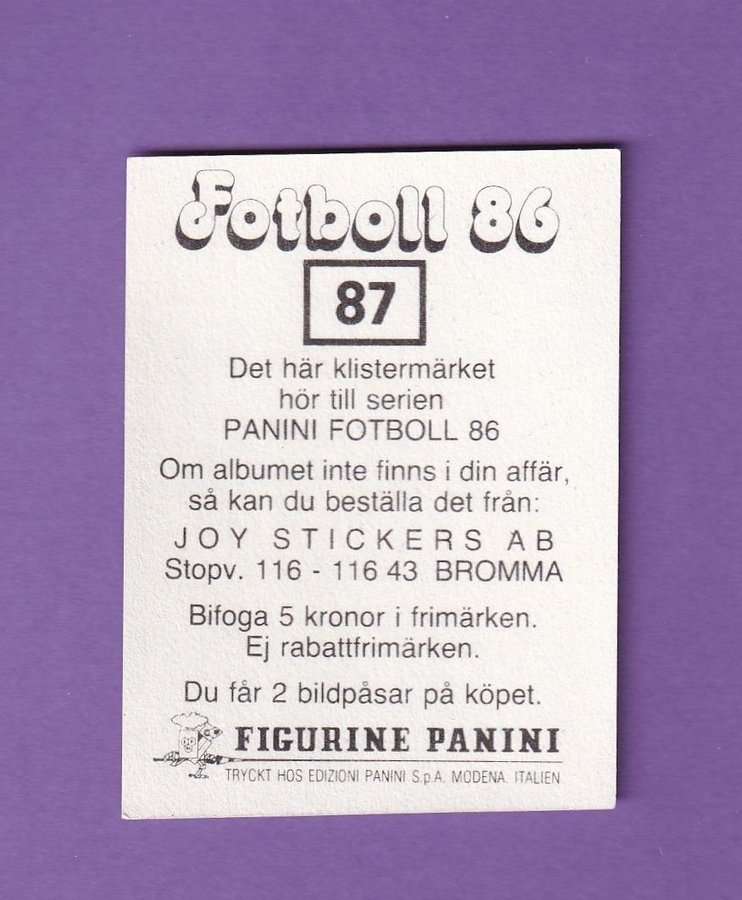 Fotboll 86
87
Det här klistermärket
hör till serien
PANINI FOTBOLL 86
Om albumet inte finns i din affär,
så kan du beställa det från:
JOY STICKERS AB
Stopv. 116 - 116 43 BROMMA
Bifoga 5 kronor i frimärken.
Ej rabattfrimärken.
Du får 2 bildpåsar på köpet.
FIGURINE PANINI
TRYCKT HOS EDIZIONI PANINI S.p.A. MODENA. ITALIEN